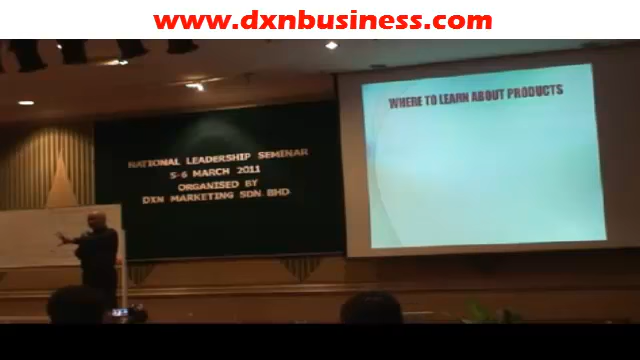 www.dxnbusiness.com
WHERE TO LEARN ABOUT PRODUCTS
NATIONAL LEADERSHIP SEMINAR
5-6 MARCH 2011
ORGANISED BY
DXN MARKETING SDN. BHD